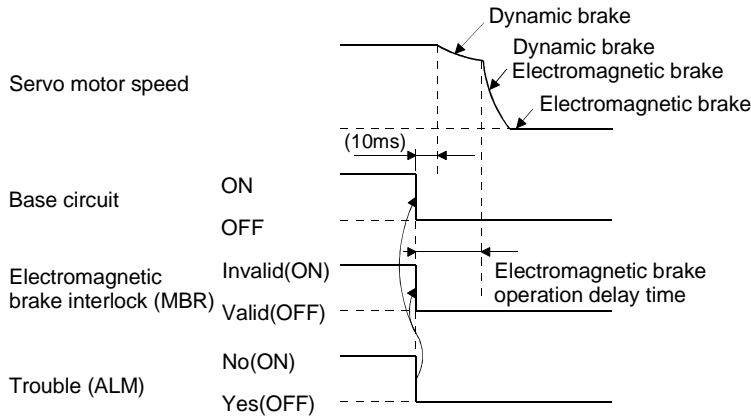 Dynamic brake
Dynamic brake
Electromagnetic brake
Servo motor speed
Electromagnetic brake
(10ms)
Base circuit
ON
OFF
Electromagnetic
brake interlock (MBR)
Invalid(ON)
Valid(OFF)
Electromagnetic brake
operation delay time
Trouble (ALM)
No(ON)
Yes(OFF)